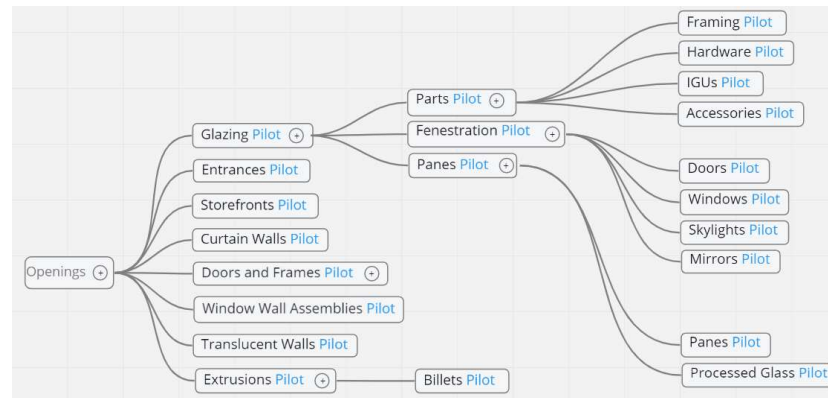 Openings
Glazing Pilot
Entrances Pilot
Storefronts Pilot
Curtain Walls Pilot
Doors and Frames Pilot
Window Wall Assemblies Pilot
Translucent Walls Pilot
Extrusions Pilot
Parts Pilot
Fenestration Pilot
Panes Pilot
Billets Pilot
Framing Pilot
Hardware Pilot
IGUs Pilot
Accessories Pilot
Doors Pilot
Windows Pilot
Skylights Pilot
Mirrors Pilot
Panes Pilot
Processed Glass Pilot